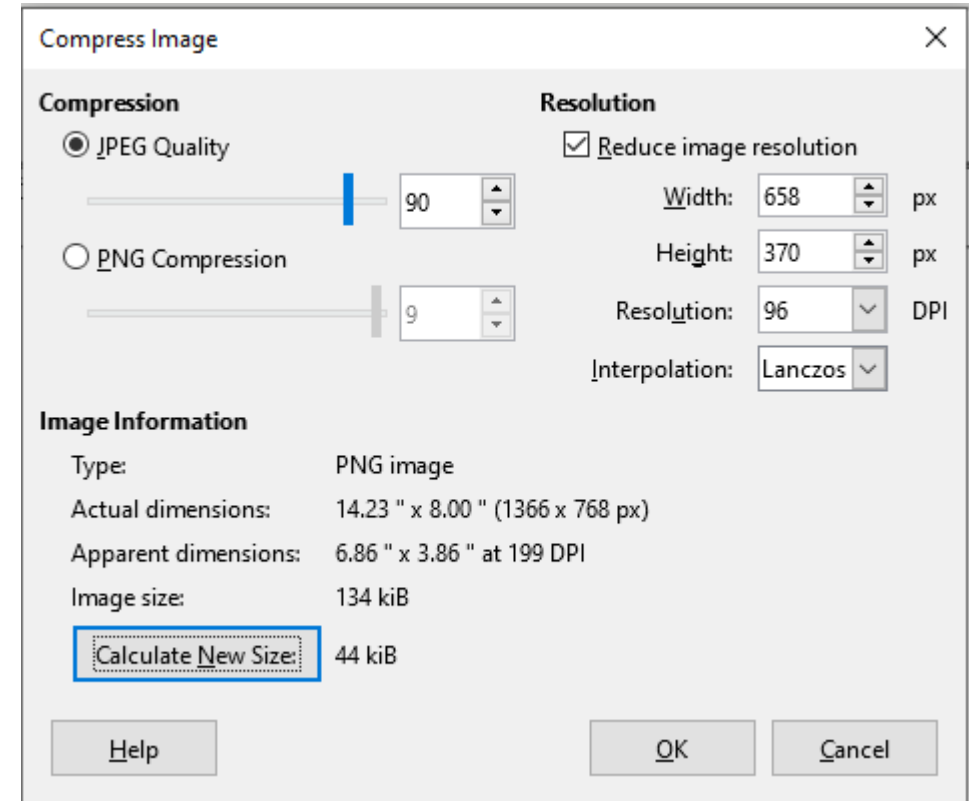 Compress Image
Compression
JPEG Quality
90
PNG Compression
9
Resolution
Reduce image resolution
Width: 658 px
Height: 370 px
Resolution: 96 DPI
Interpolation: Lanczos
Image Information
Type: PNG image
Actual dimensions: 14.23 " x 8.00 " (1366 x 768 px)
Apparent dimensions: 6.86 " x 3.86 " at 199 DPI
Image size: 134 kiB
Calculate New Size: 44 kiB
Help OK Cancel